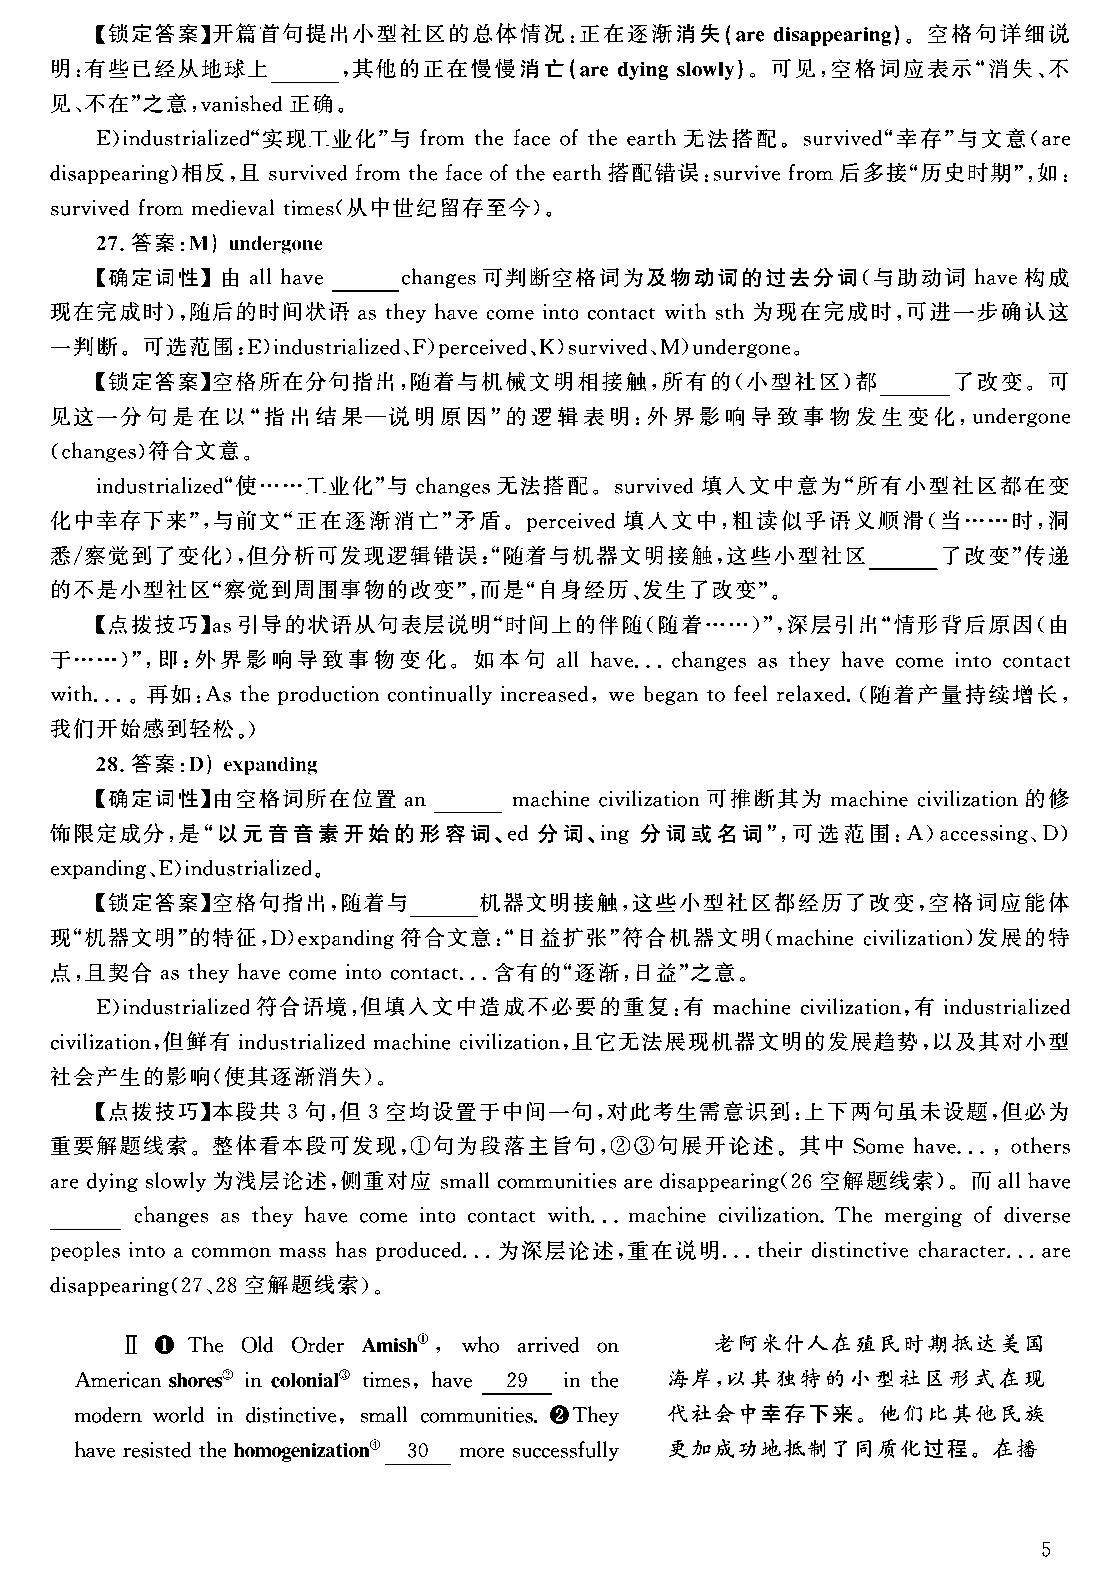 【锁定答案】开篇首句提出小型社区的总体情况:正在逐渐消失(are disappearing)。空格句详细说
明:有些已经从地球上______,其他的正在慢慢消亡(are dying slowly)。可见,空格词应表示“消失、不
见、不在”之意,vanished 正确。
E)industrialized“实现工业化”与 from the face of the earth 无法搭配。survived“幸存”与文意(are
disappearing)相反,且 survived from the face of the earth 搭配错误:survive from 后多接“历史时期”,如:
survived from medieval times(从中世纪留存至今)。
27. 答案:M) undergone
【确定词性】由 all have ______changes 可判断空格词为及物动词的过去分词(与助动词 have 构成
现在完成时),随后的时间状语 as they have come into contact with sth 为现在完成时,可进一步确认这
一判断。可选范围:E)industrialized、F)perceived、K)survived、M)undergone。
【锁定答案】空格所在分句指出,随着与机械文明相接触,所有的(小型社区)都______了改变。可
见这一分句是在以“指出结果—说明原因”的逻辑表明:外界影响导致事物发生变化,undergone
(changes)符合文意。
industrialized“使……工业化”与 changes 无法搭配。survived 填入文中意为“所有小型社区都在变
化中幸存下来”,与前文“正在逐渐消亡”矛盾。perceived 填入文中,粗读似乎语义顺滑(当……时,洞
悉/察觉到了变化),但分析可发现逻辑错误:“随着与机器文明接触,这些小型社区______了改变”传递
的不是小型社区“察觉到周围事物的改变”,而是“自身经历、发生了改变”。
【点拨技巧】as 引导的状语从句表层说明“时间上的伴随(随着……)”,深层引出“情形背后原因(由
于……)”,即:外界影响导致事物变化。如本句 all have... changes as they have come into contact
with...。再如:As the production continually increased, we began to feel relaxed.(随着产量持续增长,
我们开始感到轻松。)
28. 答案:D) expanding
【确定词性】由空格词所在位置 an ______ machine civilization 可推断其为 machine civilization 的修
饰限定成分,是“以元音音素开始的形容词、ed 分词、ing 分词或名词”,可选范围:A)accessing、D)
expanding、E)industrialized。
【锁定答案】空格句指出,随着与______机器文明接触,这些小型社区都经历了改变,空格词应能体
现“机器文明”的特征,D)expanding 符合文意:“日益扩张”符合机器文明(machine civilization)发展的特
点,且契合 as they have come into contact... 含有的“逐渐,日益”之意。
E)industrialized 符合语境,但填入文中造成不必要的重复:有 machine civilization,有 industrialized
civilization,但鲜有 industrialized machine civilization,且它无法展现机器文明的发展趋势,以及其对小型
社会产生的影响(使其逐渐消失)。
【点拨技巧】本段共 3 句,但 3 空均设置于中间一句,对此考生需意识到:上下两句虽未设题,但必为
重要解题线索。整体看本段可发现,①句为段落主旨句,②③句展开论述。其中 Some have..., others
are dying slowly 为浅层论述,侧重对应 small communities are disappearing(26 空解题线索)。而 all have
______ changes as they have come into contact with... machine civilization. The merging of diverse
peoples into a common mass has produced... 为深层论述,重在说明... their distinctive character... are
disappearing(27、28 空解题线索)。
Ⅱ ❶ The Old Order Amish①, who arrived on
American shores② in colonial③ times, have 29 in the
modern world in distinctive, small communities. ❷They
have resisted the homogenization④ 30 more successfully
老阿米什人在殖民时期抵达美国
海岸,以其独特的小型社区形式在现
代社会中幸存下来。他们比其他民族
更加成功地抵制了同质化过程。在播
5